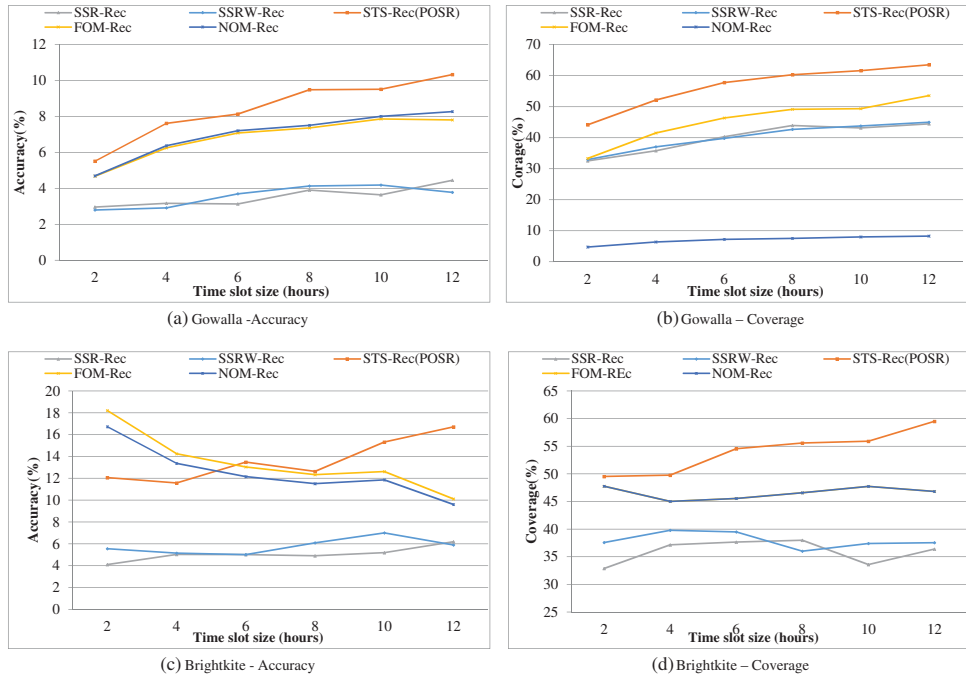 SSR-Rec SSRW-Rec STS-Rec(POSR)
FOM-Rec NOM-Rec
12
10
8
6
4
2
0
Accuracy(%)
2 4 6 8 10 12
Time slot size (hours)
(a) Gowalla -Accuracy
SSR-Rec SSRW-Rec STS-Rec(POSR)
FOM-Rec NOM-Rec
70
60
50
40
30
20
10
0
Corage(%)
2 4 6 8 10 12
Time slot size (hours)
(b) Gowalla – Coverage
SSR-Rec SSRW-Rec STS-Rec(POSR)
FOM-Rec NOM-Rec
20
18
16
14
12
10
8
6
4
2
0
Accuracy(%)
2 4 6 8 10 12
Time slot size (hours)
(c) Brightkite - Accuracy
SSR-Rec SSRW-Rec STS-Rec(POSR)
FOM-REc NOM-Rec
65
60
55
50
45
40
35
30
25
Coverage(%)
2 4 6 8 10 12
Time slot size (hours)
(d) Brightkite – Coverage